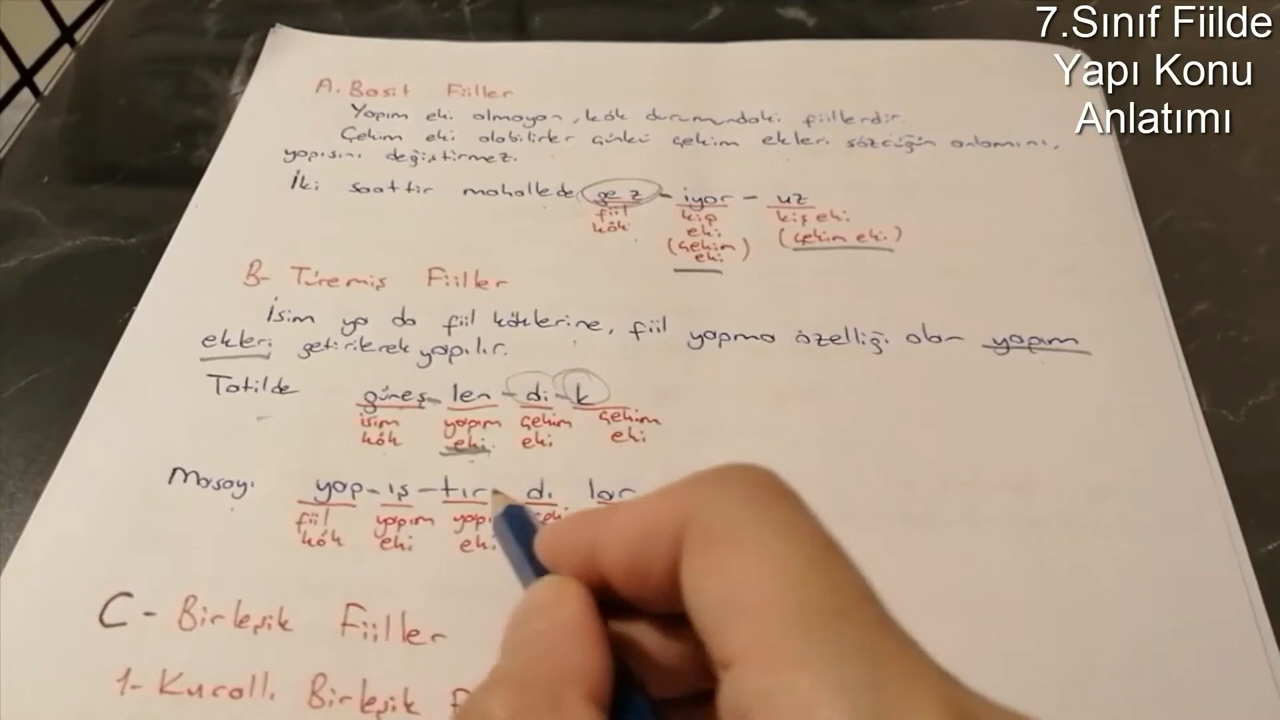 7.Sınıf Fiilde
Yapı Konu
Anlatımı
A. Basit Fiiller
Yapım eki olmayan, kök durumundaki fiillerdir.
Çekim eki alabilirler çünkü çekim ekleri sözcüğün anlamını,
yapısını değiştirmez.
İki saattir mahallede gez - iyor - uz
fiil kip kişi eki
kök eki (çekim eki)
(çekim)
eki
B- Türemiş Fiiller
İsim ya da fiil köklerine, fiil yapma özelliği olan yapım
ekleri getirilerek yapılır.
Tatilde güneş - len - di - k
isim yapım çekim çekim
kök eki eki eki
Masayı yap - ış - tır dı lar
fiil yapım
kök eki eki
C - Birleşik Fiiller
1- Kurallı Birleşik